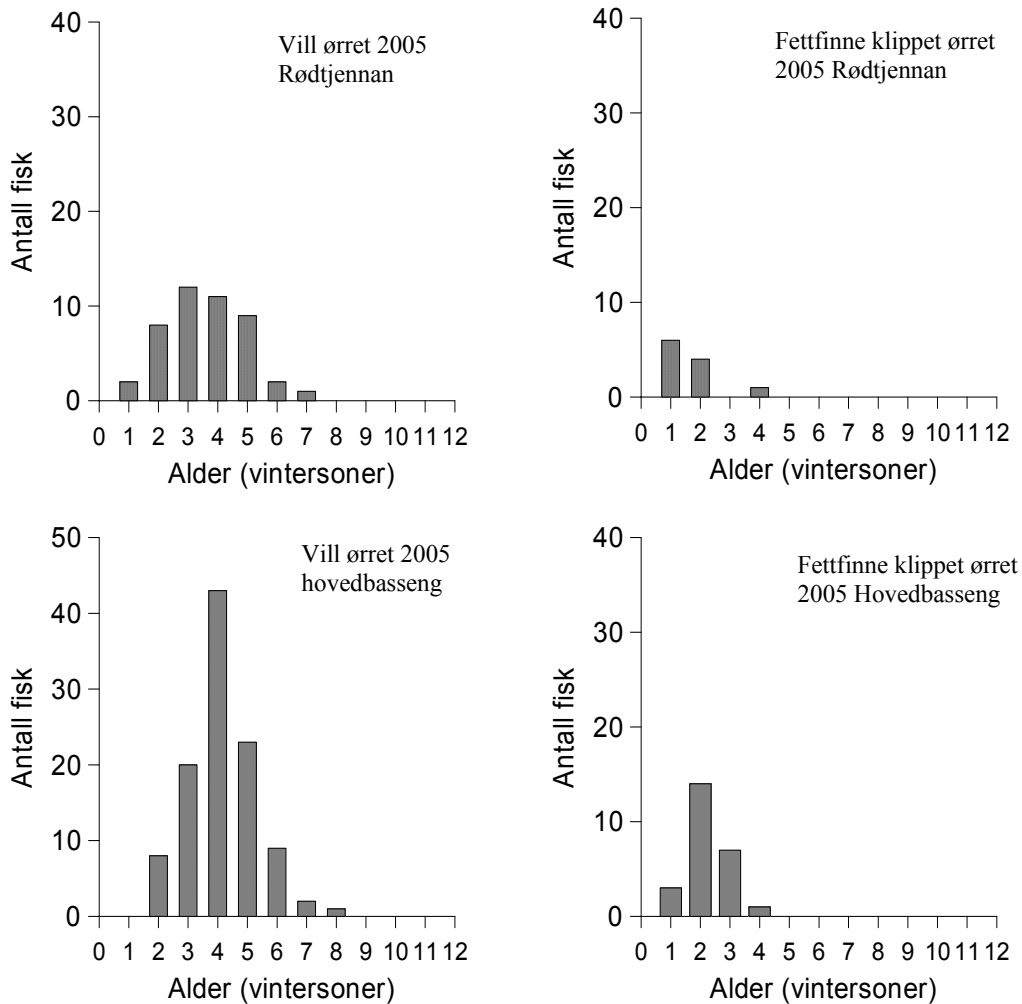 40
30
20
10
0
Antall fisk
Vill ørret 2005
Rødtjennan
0 1 2 3 4 5 6 7 8 9 10 11 12
Alder (vintersoner)
40
30
20
10
0
Antall fisk
Fettfinne klippet ørret
2005 Rødtjennan
0 1 2 3 4 5 6 7 8 9 10 11 12
Alder (vintersoner)
50
40
30
20
10
0
Antall fisk
Vill ørret 2005
hovedbasseng
0 1 2 3 4 5 6 7 8 9 10 11 12
Alder (vintersoner)
40
30
20
10
0
Antall fisk
Fettfinne klippet ørret
2005 Hovedbasseng
0 1 2 3 4 5 6 7 8 9 10 11 12
Alder (vintersoner)